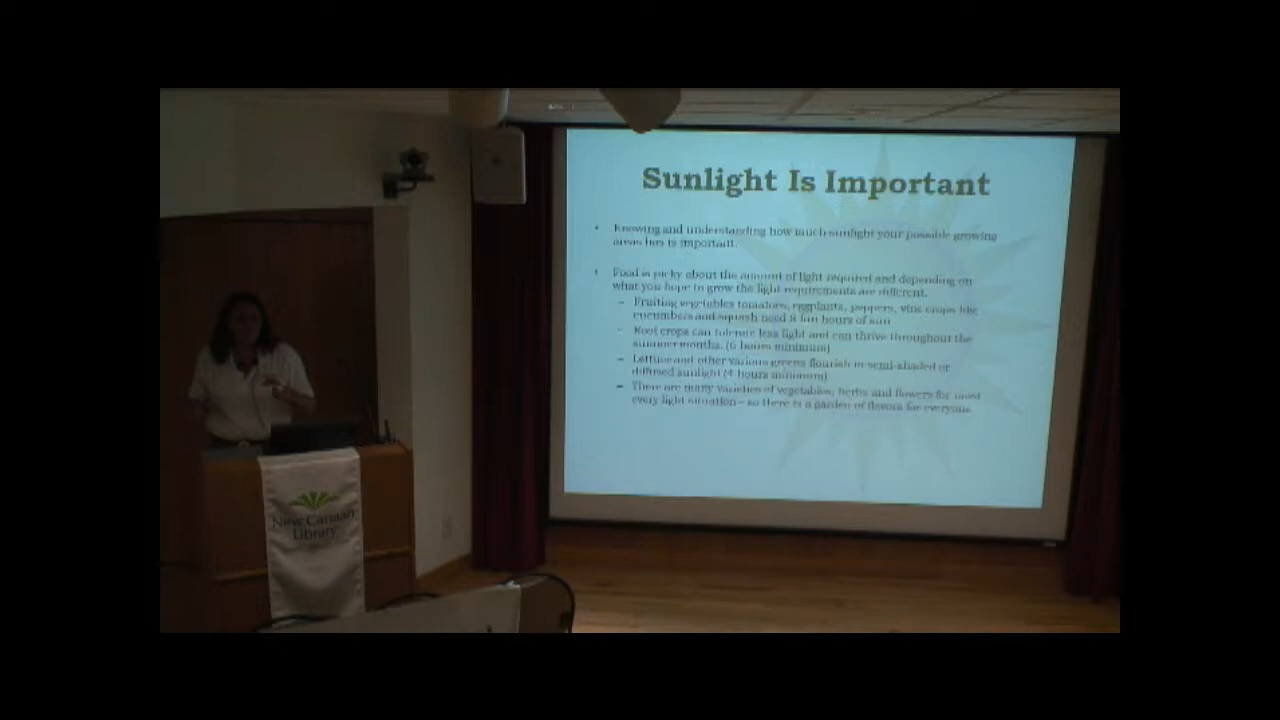 Sunlight Is Important
• Knowing and understanding how much sunlight your possible growing
areas has is important.
• Food is picky about the amount of light required and depending on
what you hope to grow the light requirements are different.
– Fruiting vegetables tomatoes, eggplants, peppers, vine crops like
cucumbers and squash need 8 full hours of sun
– Root crops can tolerate less light and can thrive throughout the
summer months. (6 hours minimum)
– Lettuce and other various greens flourish in semi-shaded or
diffused sunlight (4 hours minimum)
– There are many varieties of vegetables, herbs and flowers for most
every light situation – so there is a garden of flavors for everyone
New Canaan
Library